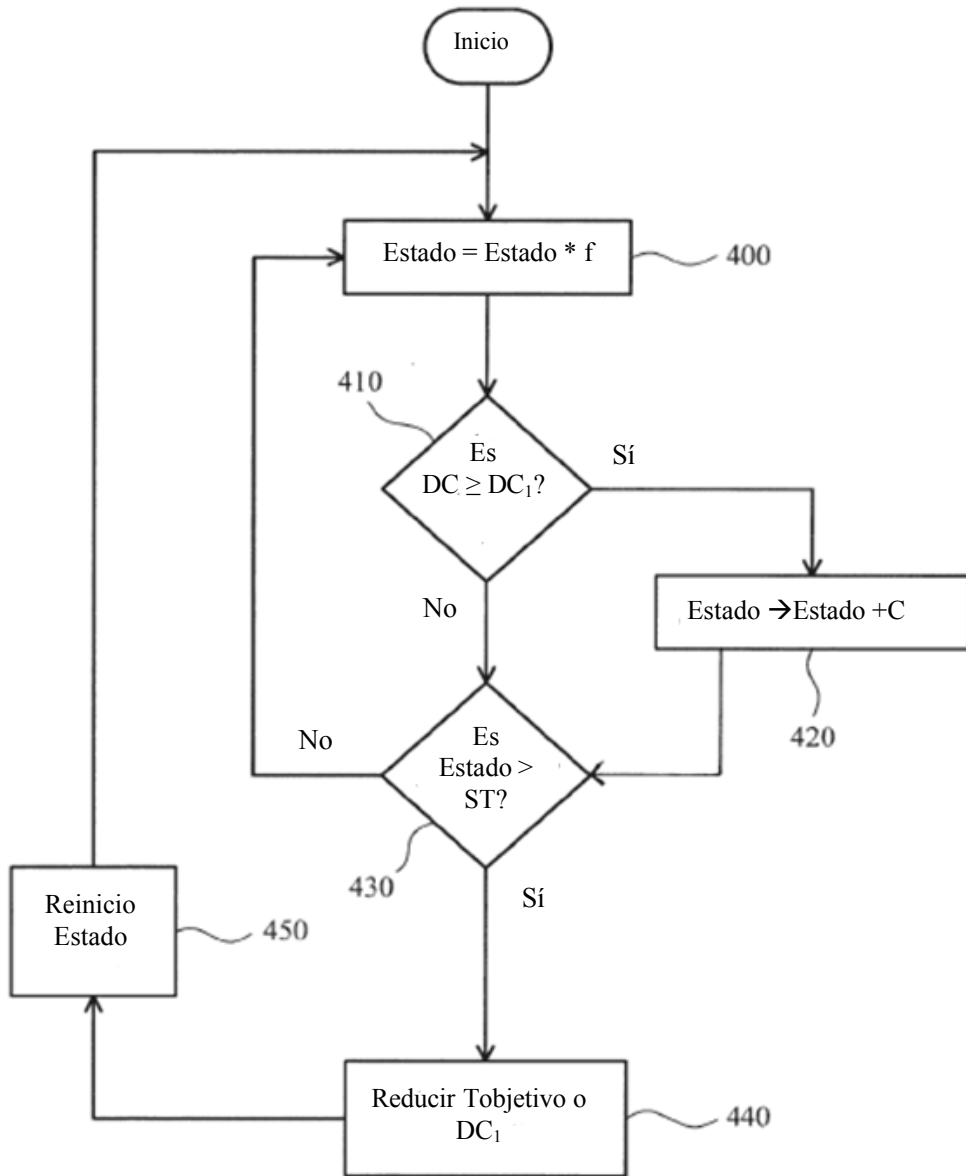 Inicio
Estado = Estado * f
400
410
Es
DC ≥ DC₁?
Sí
No
Estado →Estado +C
420
No
Es
Estado >
ST?
430
Sí
Reinicio
Estado
450
Reducir Tobjetivo o
DC₁
440